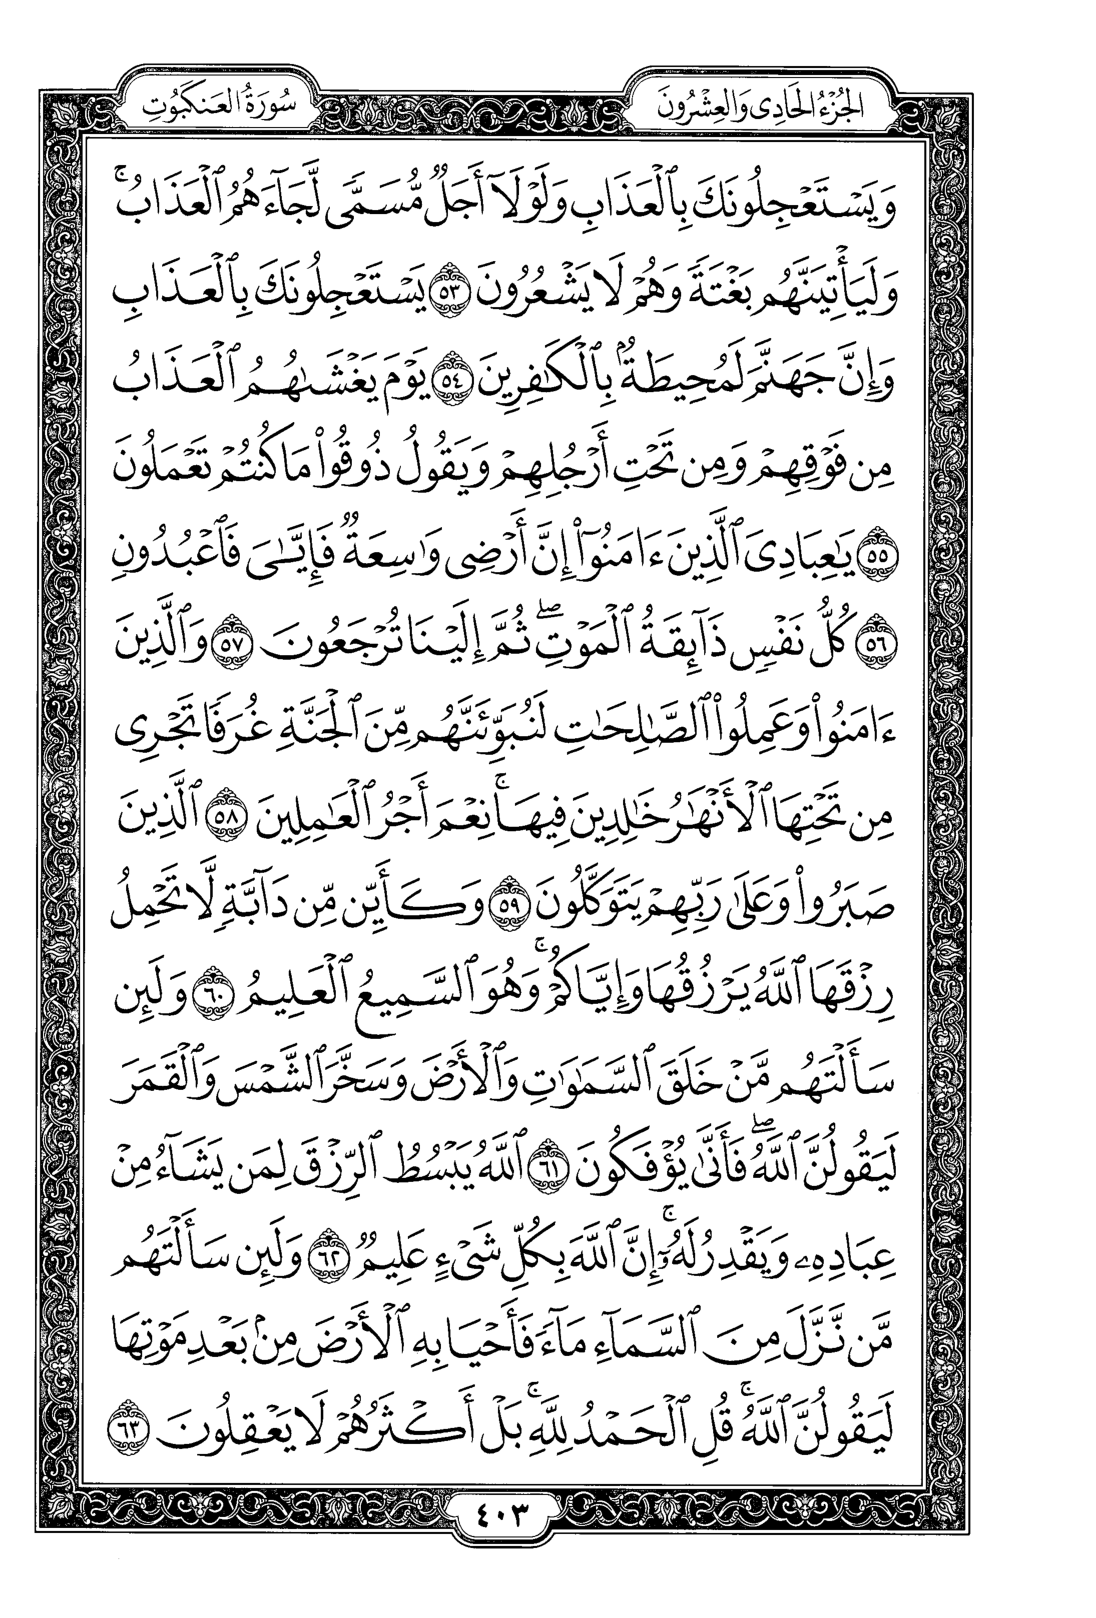 الجُزْءُ الحَادِي وَالعِشْرُونَ
سُورَةُ العَنكَبُوتِ
وَيَسْتَعْجِلُونَكَ بِٱلْعَذَابِ وَلَوْلَآ أَجَلٌ مُّسَمًّى لَّجَآءَهُمُ ٱلْعَذَابُ ۚ
وَلَيَأْتِيَنَّهُم بَغْتَةً وَهُمْ لَا يَشْعُرُونَ ٥٣ يَسْتَعْجِلُونَكَ بِٱلْعَذَابِ
وَإِنَّ جَهَنَّمَ لَمُحِيطَةٌۢ بِٱلْكَـٰفِرِينَ ٥٤ يَوْمَ يَغْشَىٰهُمُ ٱلْعَذَابُ
مِن فَوْقِهِمْ وَمِن تَحْتِ أَرْجُلِهِمْ وَيَقُولُ ذُوقُوا۟ مَا كُنتُمْ تَعْمَلُونَ
٥٥ يَـٰعِبَادِىَ ٱلَّذِينَ ءَامَنُوٓا۟ إِنَّ أَرْضِى وَٰسِعَةٌ فَإِيَّـٰىَ فَٱعْبُدُونِ
٥٦ كُلُّ نَفْسٍ ذَآئِقَةُ ٱلْمَوْتِ ۖ ثُمَّ إِلَيْنَا تُرْجَعُونَ ٥٧ وَٱلَّذِينَ
ءَامَنُوا۟ وَعَمِلُوا۟ ٱلصَّـٰلِحَـٰتِ لَنُبَوِّئَنَّهُم مِّنَ ٱلْجَنَّةِ غُرَفًا تَجْرِى
مِن تَحْتِهَا ٱلْأَنْهَـٰرُ خَـٰلِدِينَ فِيهَا ۚ نِعْمَ أَجْرُ ٱلْعَـٰمِلِينَ ٥٨ ٱلَّذِينَ
صَبَرُوا۟ وَعَلَىٰ رَبِّهِمْ يَتَوَكَّلُونَ ٥٩ وَكَأَيِّن مِّن دَآبَّةٍ لَّا تَحْمِلُ
رِزْقَهَا ٱللَّهُ يَرْزُقُهَا وَإِيَّاكُمْ ۚ وَهُوَ ٱلسَّمِيعُ ٱلْعَلِيمُ ٦٠ وَلَئِن
سَأَلْتَهُم مَّنْ خَلَقَ ٱلسَّمَـٰوَٰتِ وَٱلْأَرْضَ وَسَخَّرَ ٱلشَّمْسَ وَٱلْقَمَرَ
لَيَقُولُنَّ ٱللَّهُ ۖ فَأَنَّىٰ يُؤْفَكُونَ ٦١ ٱللَّهُ يَبْسُطُ ٱلرِّزْقَ لِمَن يَشَآءُ مِنْ
عِبَادِهِۦ وَيَقْدِرُ لَهُۥٓ ۚ إِنَّ ٱللَّهَ بِكُلِّ شَىْءٍ عَلِيمٌ ٦٢ وَلَئِن سَأَلْتَهُم
مَّن نَّزَّلَ مِنَ ٱلسَّمَآءِ مَآءً فَأَحْيَا بِهِ ٱلْأَرْضَ مِنۢ بَعْدِ مَوْتِهَا
لَيَقُولُنَّ ٱللَّهُ ۚ قُلِ ٱلْحَمْدُ لِلَّهِ ۚ بَلْ أَكْثَرُهُمْ لَا يَعْقِلُونَ ٦٣
٤٠٣